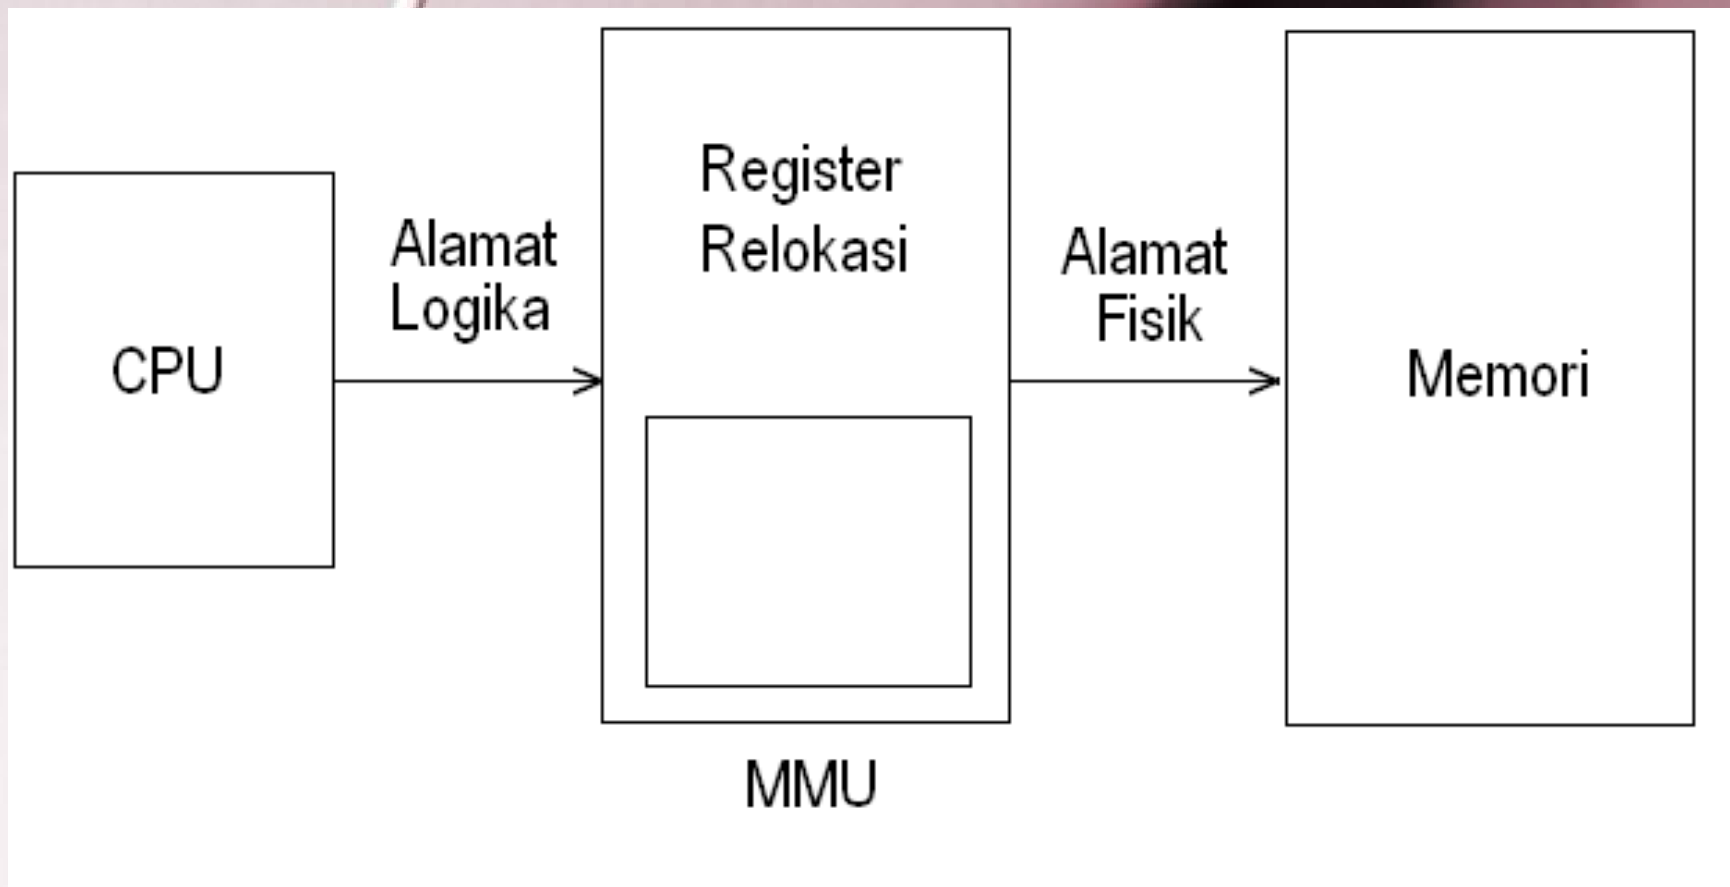 CPU
Alamat
Logika
Register
Relokasi
MMU
Alamat
Fisik
Memori